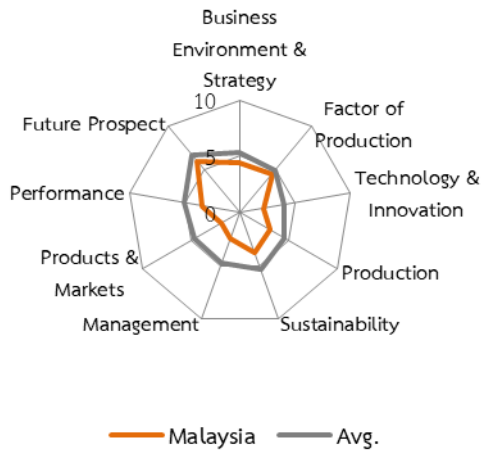 Business
Environment &
Strategy
10
5
0
Factor of
Production
Technology &
Innovation
Production
Sustainability
Management
Products &
Markets
Performance
Future Prospect
Malaysia
Avg.